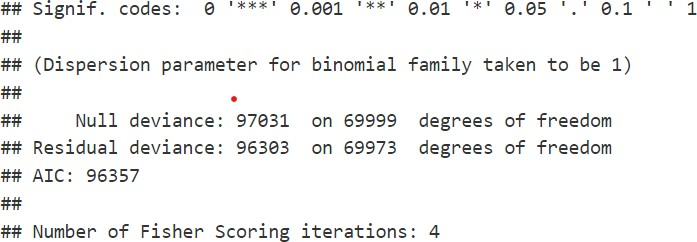 ## Signif. codes:  0 '***' 0.001 '**' 0.01 '*' 0.05 '.' 0.1 ' ' 1
##
## (Dispersion parameter for binomial family taken to be 1)
##
##     Null deviance: 97031  on 69999  degrees of freedom
## Residual deviance: 96303  on 69973  degrees of freedom
## AIC: 96357
##
## Number of Fisher Scoring iterations: 4